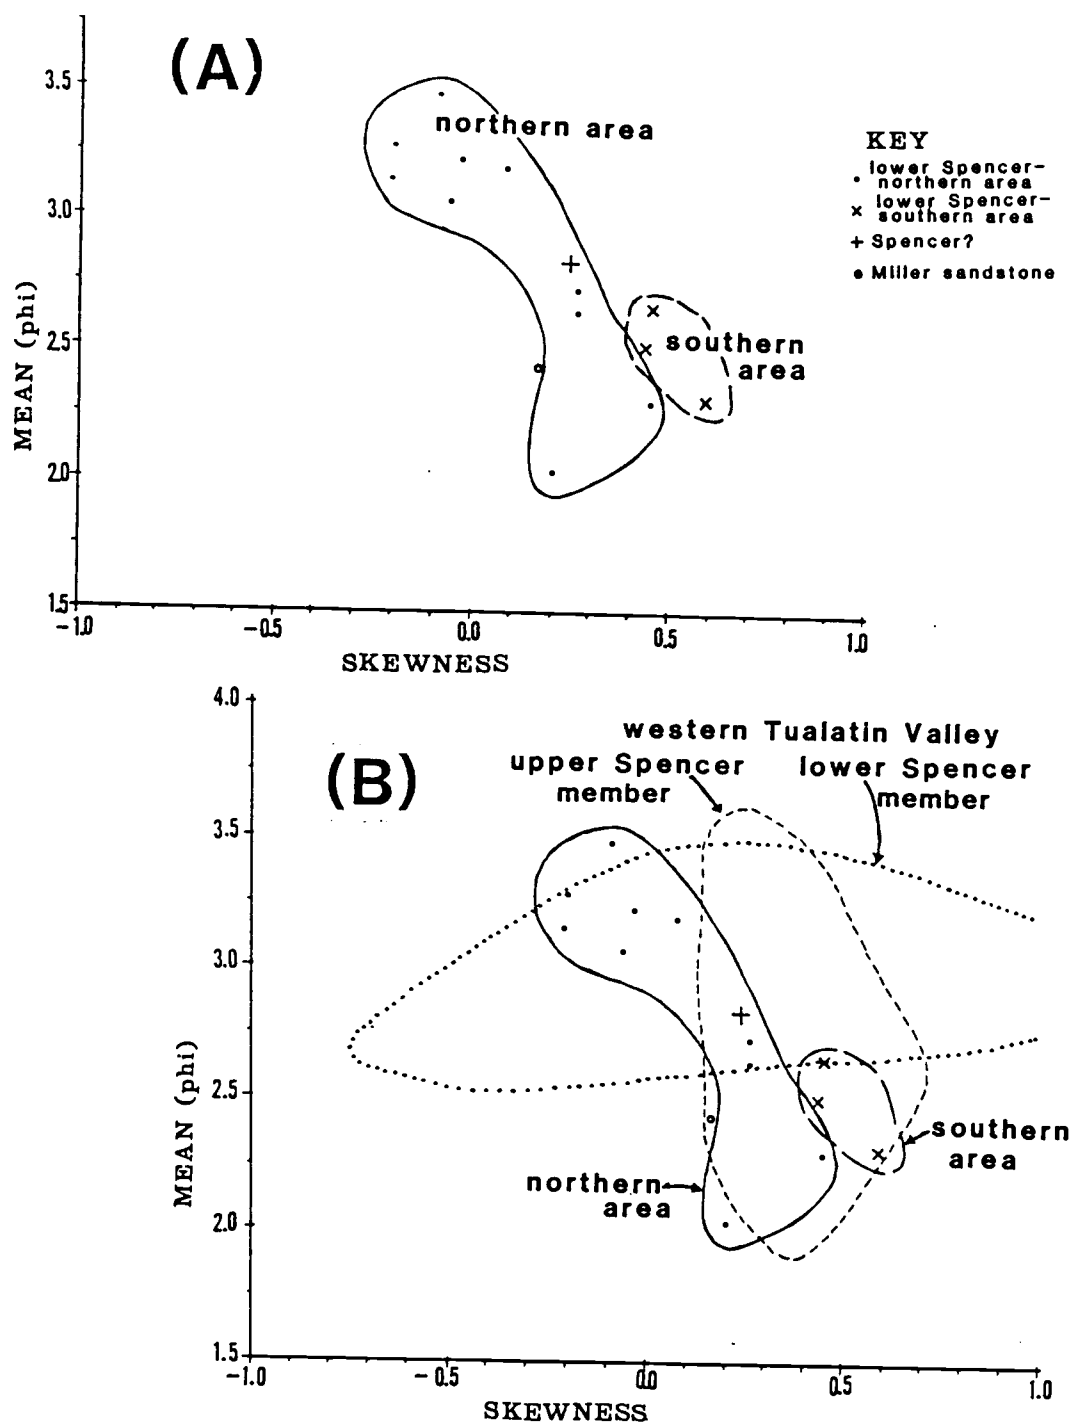 (A)
3.5
3.0
2.5
2.0
1.5
MEAN (phi)
northern area
southern
area
KEY
lower Spencer-
northern area
lower Spencer-
southern area
Spencer?
Miller sandstone
-1.0
-0.5
0.0
0.5
1.0
SKEWNESS
(B)
4.0
3.5
3.0
2.5
2.0
1.5
MEAN (phi)
western Tualatin Valley
upper Spencer
member
lower Spencer
member
southern
area
northern
area
-1.0
-0.5
0.0
0.5
1.0
SKEWNESS